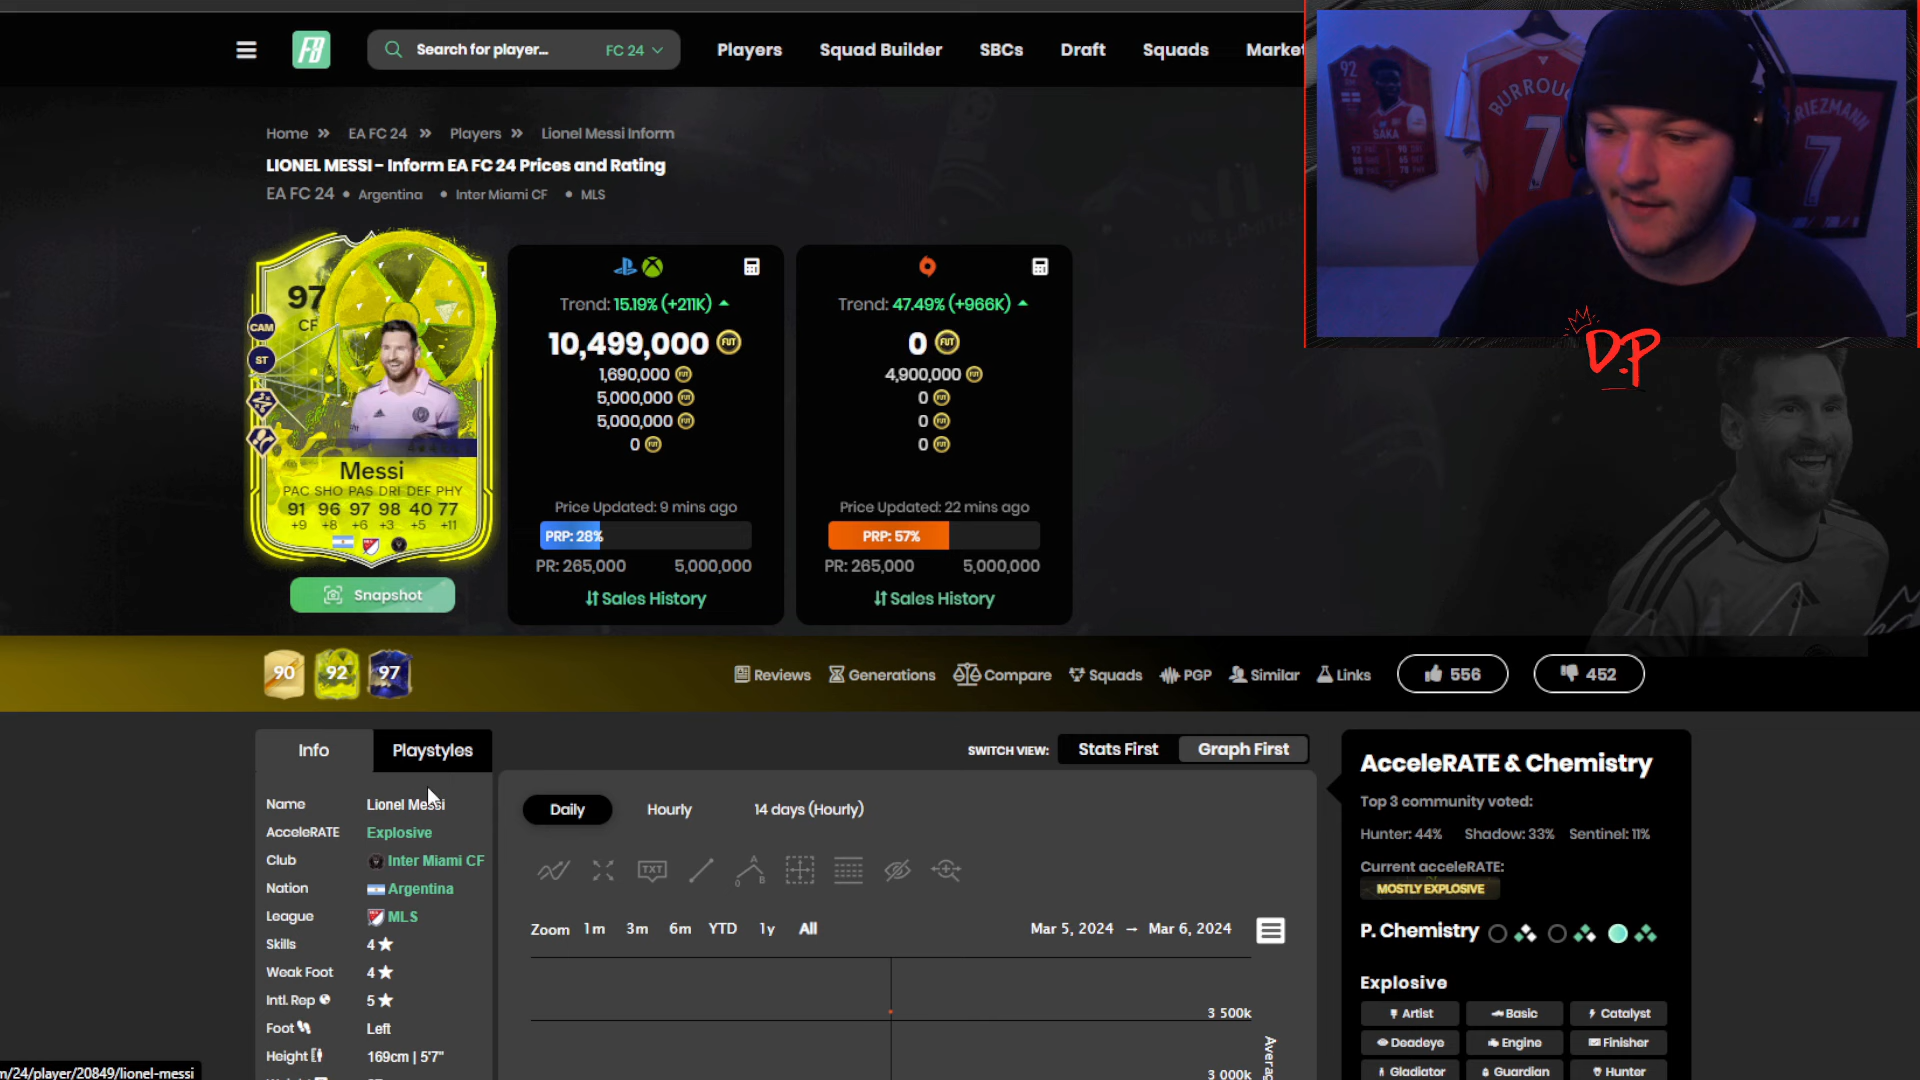 F8
Search for player...
FC 24
Players
Squad Builder
SBCs
Draft
Squads
Market
Home » EA FC 24 » Players » Lionel Messi Inform
LIONEL MESSI – Inform EA FC 24 Prices and Rating
EA FC 24 • Argentina • Inter Miami CF • MLS
97
CF
CAM
ST
Messi
PAC SHO PAS DRI DEF PHY
91 96 97 98 40 77
+9 +8 +6 +3 +5 +11
Snapshot
Trend: 15.19% (+211K)
10,499,000 FUT
1,690,000
5,000,000
5,000,000
0
Price Updated: 9 mins ago
PRP: 28%
PR: 265,000 5,000,000
Sales History
Trend: 47.49% (+966K)
0 FUT
4,900,000
0
0
0
Price Updated: 22 mins ago
PRP: 57%
PR: 265,000 5,000,000
Sales History
92
SAKA
BURROU
7
RIEZMANN
7
D.P
90
92
97
Reviews
Generations
Compare
Squads
PGP
Similar
Links
556
452
Info
Playstyles
SWITCH VIEW:
Stats First
Graph First
Name Lionel Messi
AcceleRATE Explosive
Club Inter Miami CF
Nation Argentina
League MLS
Skills 4★
Weak Foot 4★
Intl. Rep 5★
Foot Left
Height 169cm | 5'7"
m/24/player/20849/lionel-messi
Daily
Hourly
14 days (Hourly)
TXT
Zoom 1m 3m 6m YTD 1y All
Mar 5, 2024 → Mar 6, 2024
3 500k
3 000k
Averag
AcceleRATE & Chemistry
Top 3 community voted:
Hunter: 44% Shadow: 33% Sentinel: 11%
Current acceleRATE:
MOSTLY EXPLOSIVE
P. Chemistry
Explosive
Artist
Basic
Catalyst
Deadeye
Engine
Finisher
Gladiator
Guardian
Hunter